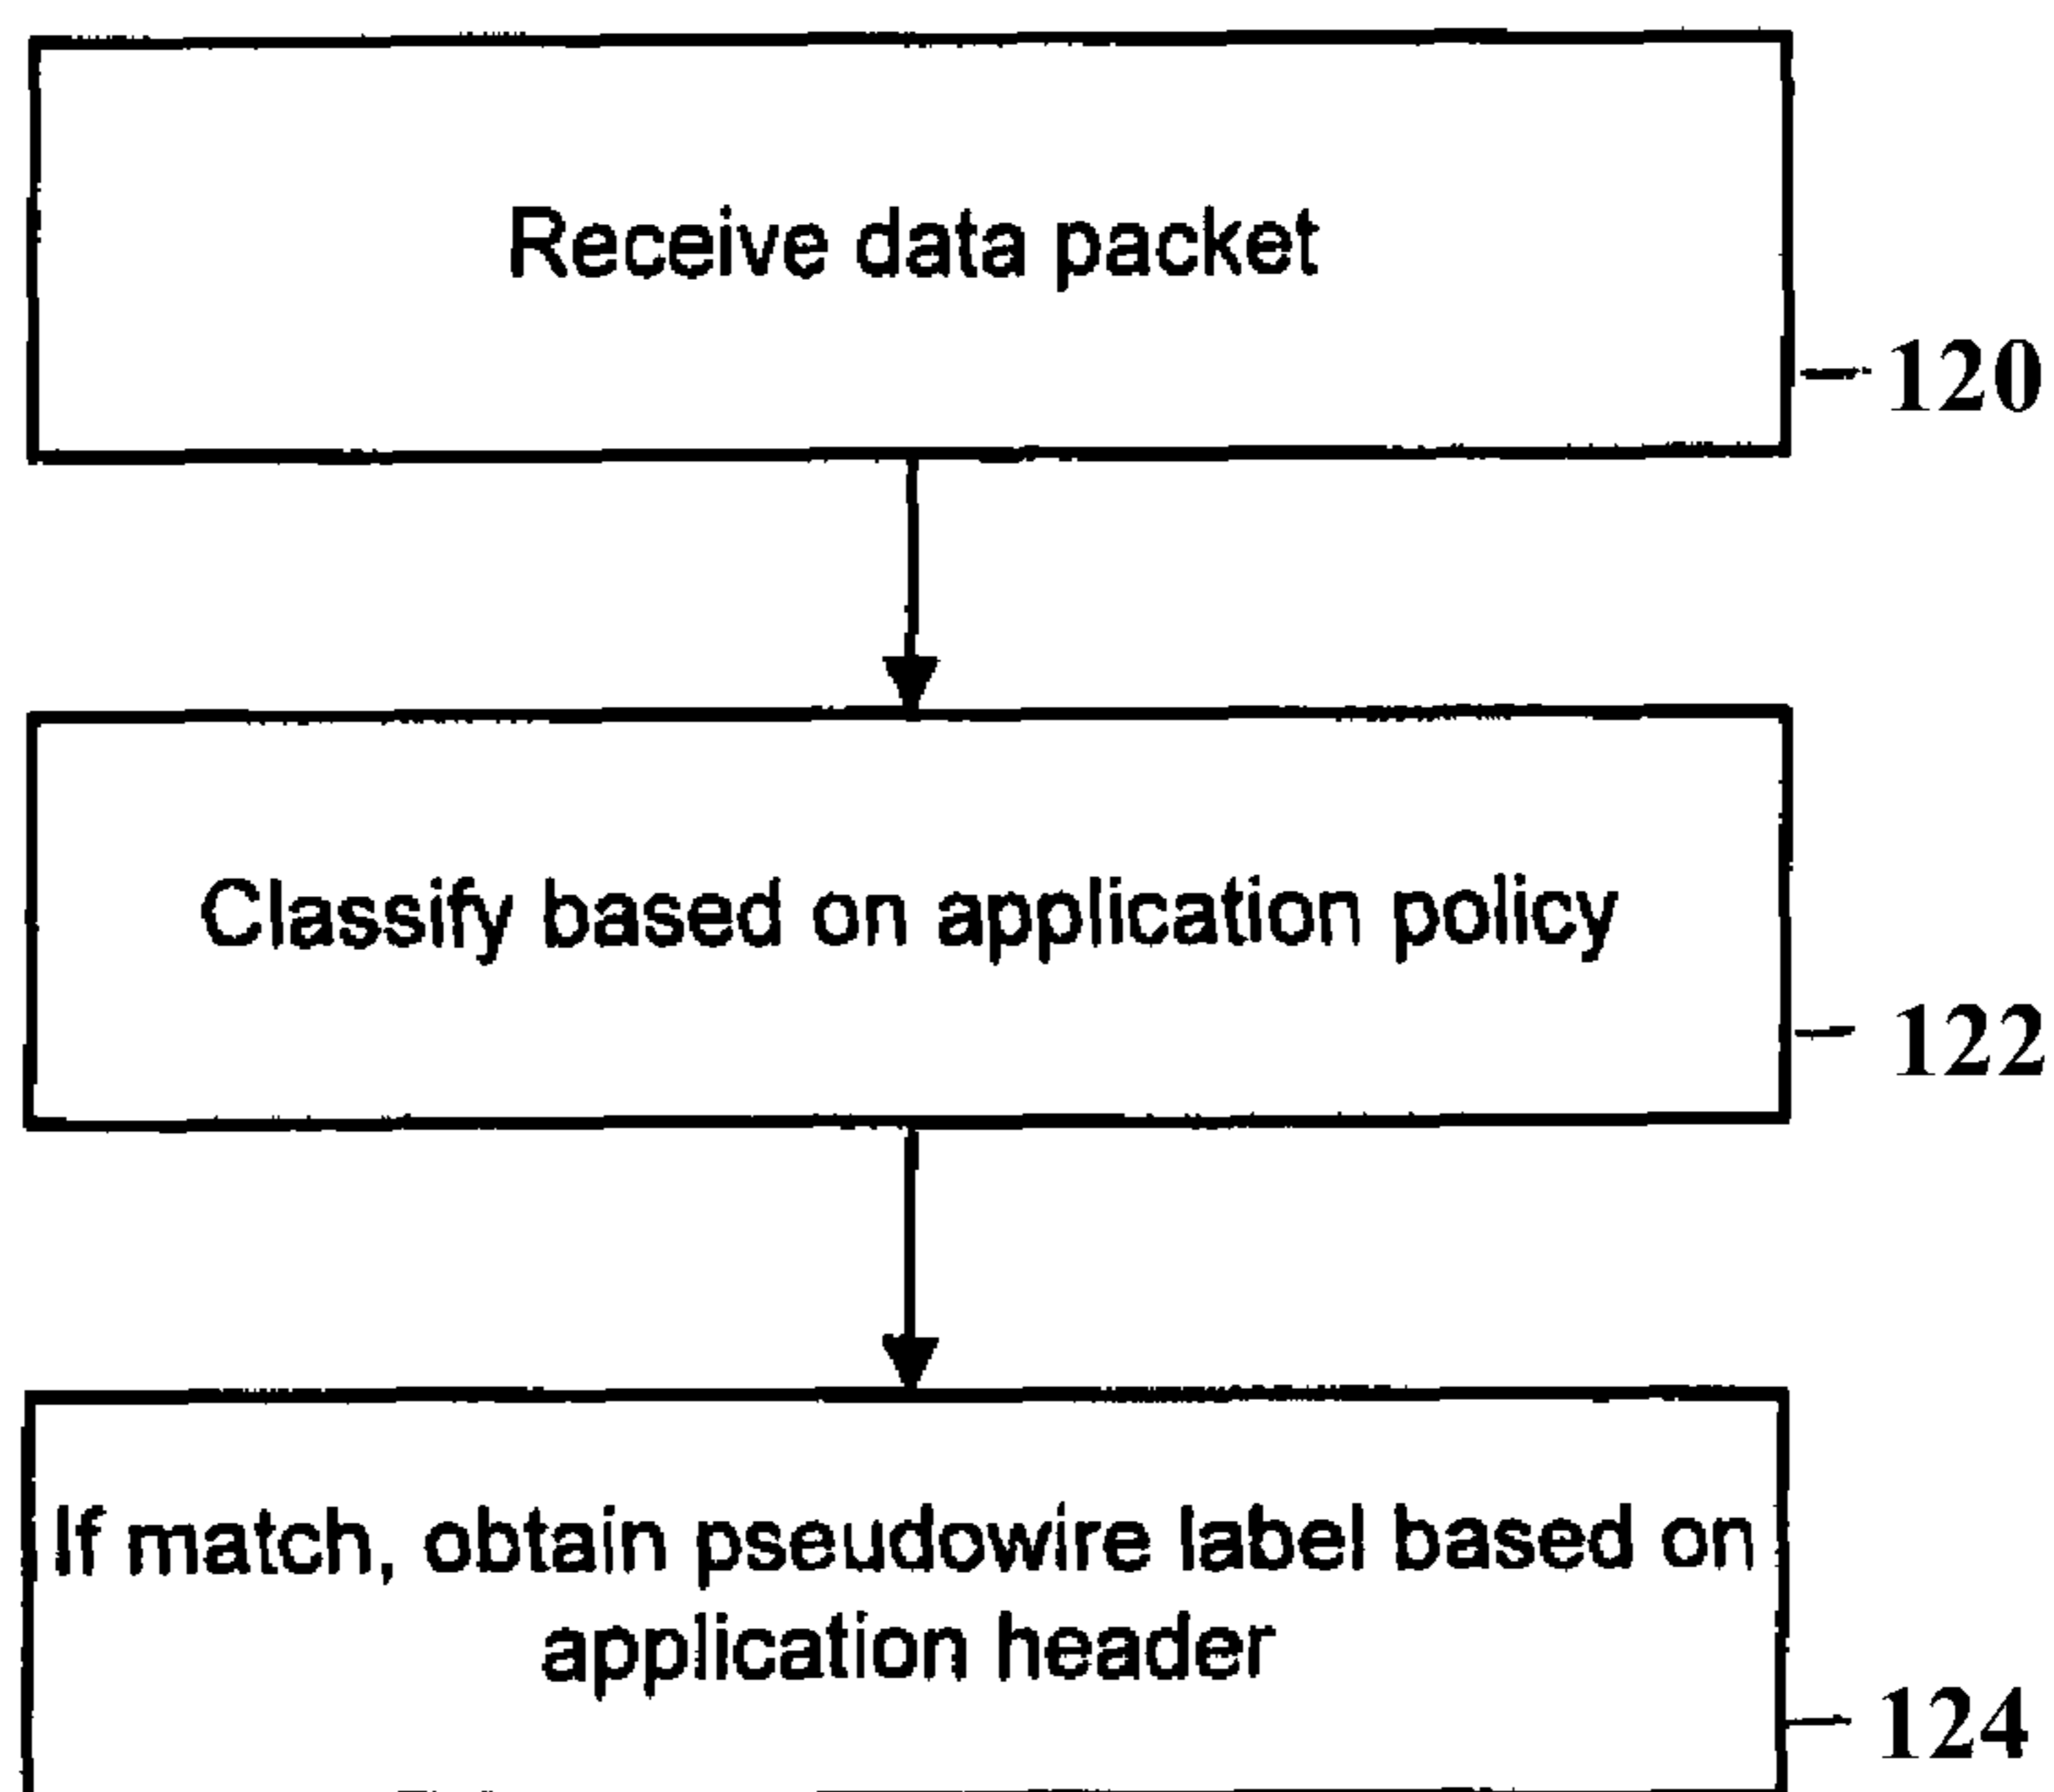 Receive data packet
120
Classify based on application policy
122
If match, obtain pseudowire label based on
application header
124